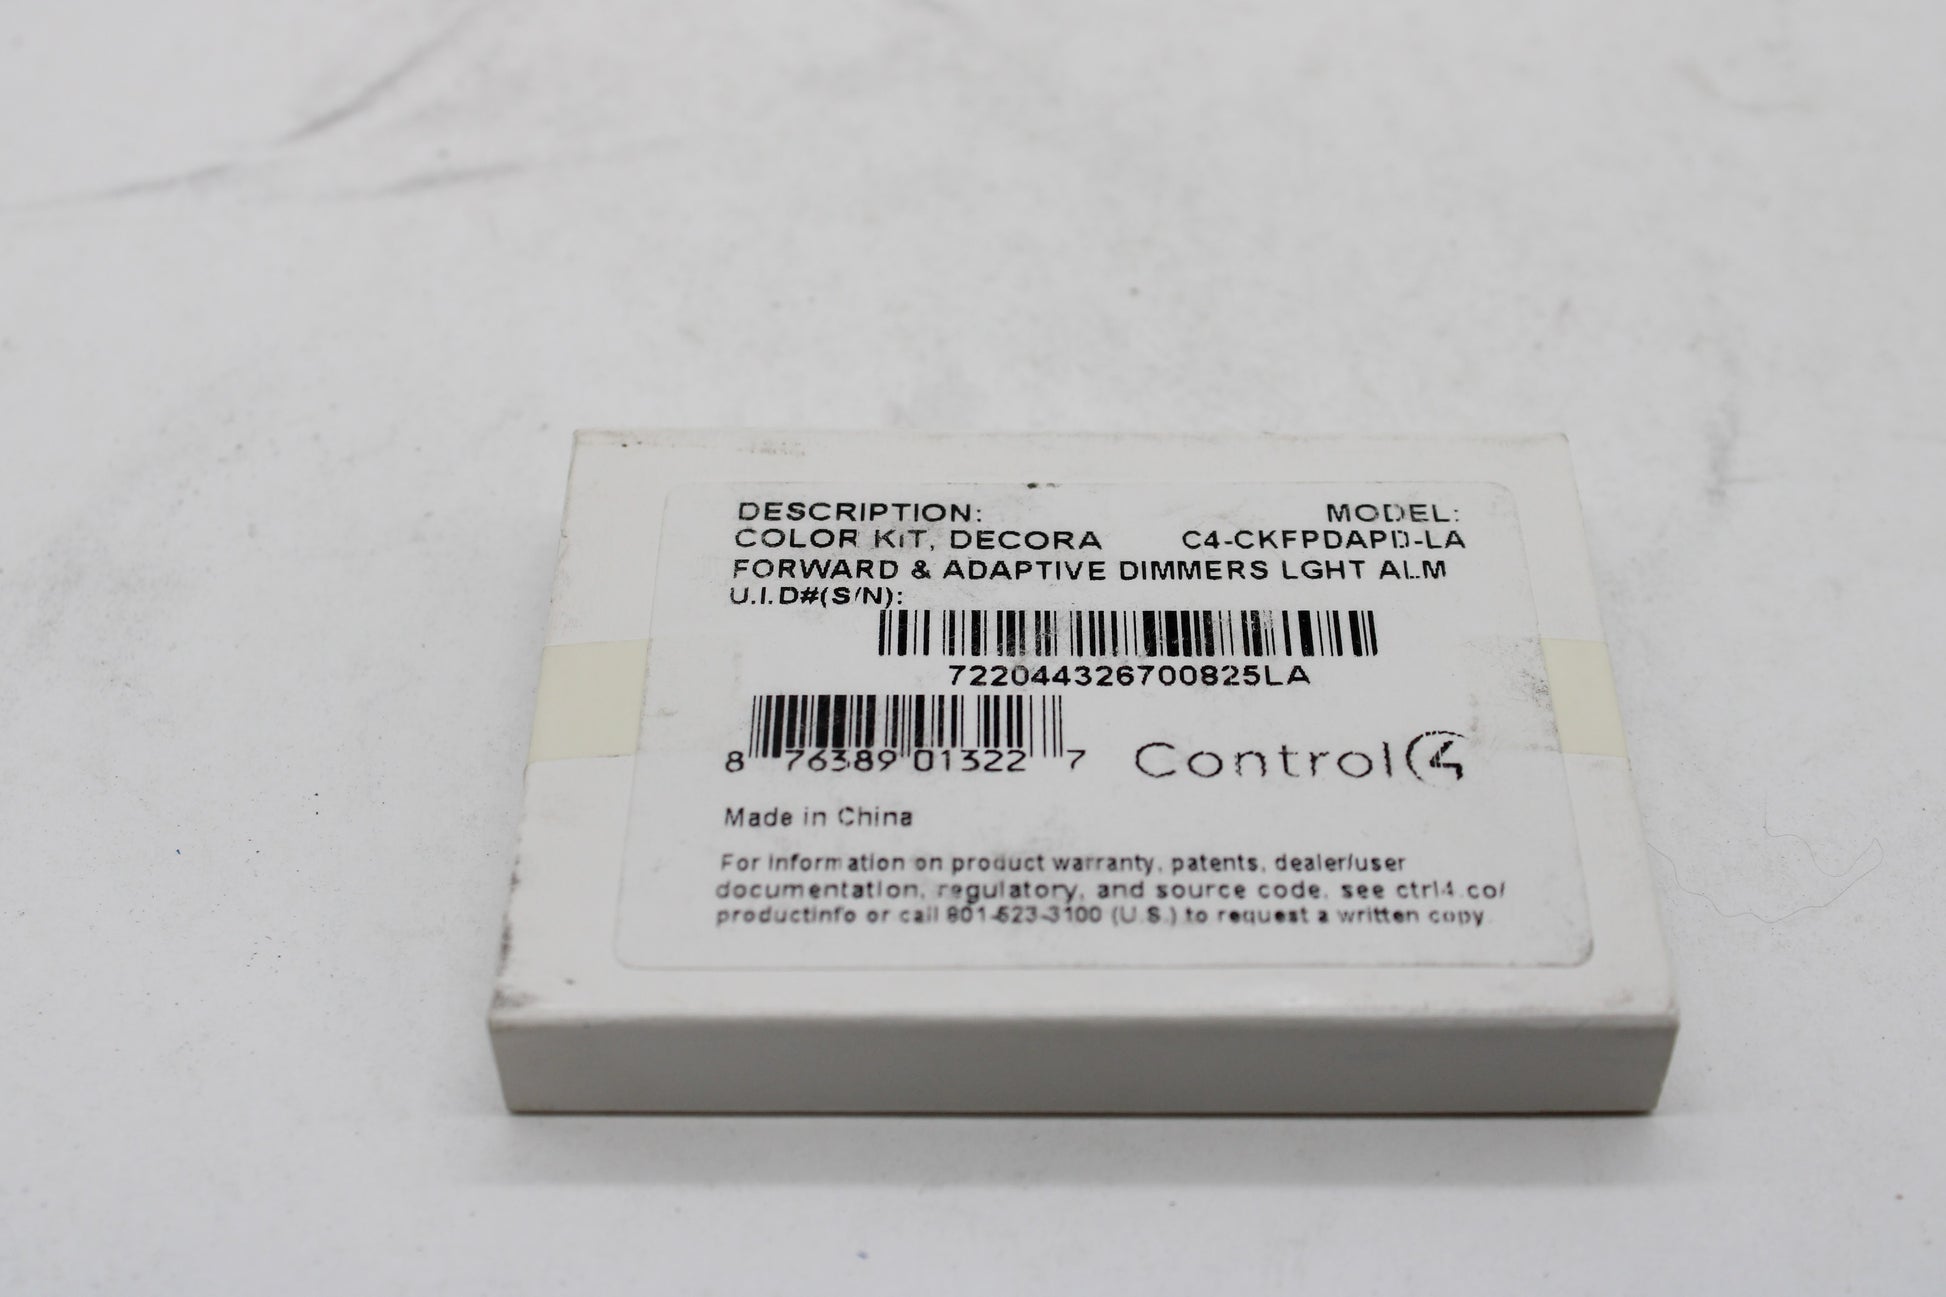 DESCRIPTION: MODEL:
COLOR KIT, DECORA C4-CKFPDAPD-LA
FORWARD & ADAPTIVE DIMMERS LGHT ALM
U.I.D#(S/N):
722044326700825LA
8 76389 01322 7
Control4
Made in China
For information on product warranty, patents, dealer/user
documentation, regulatory, and source code, see ctrl4.co/
productinfo or call 801-523-3100 (U.S.) to request a written copy.